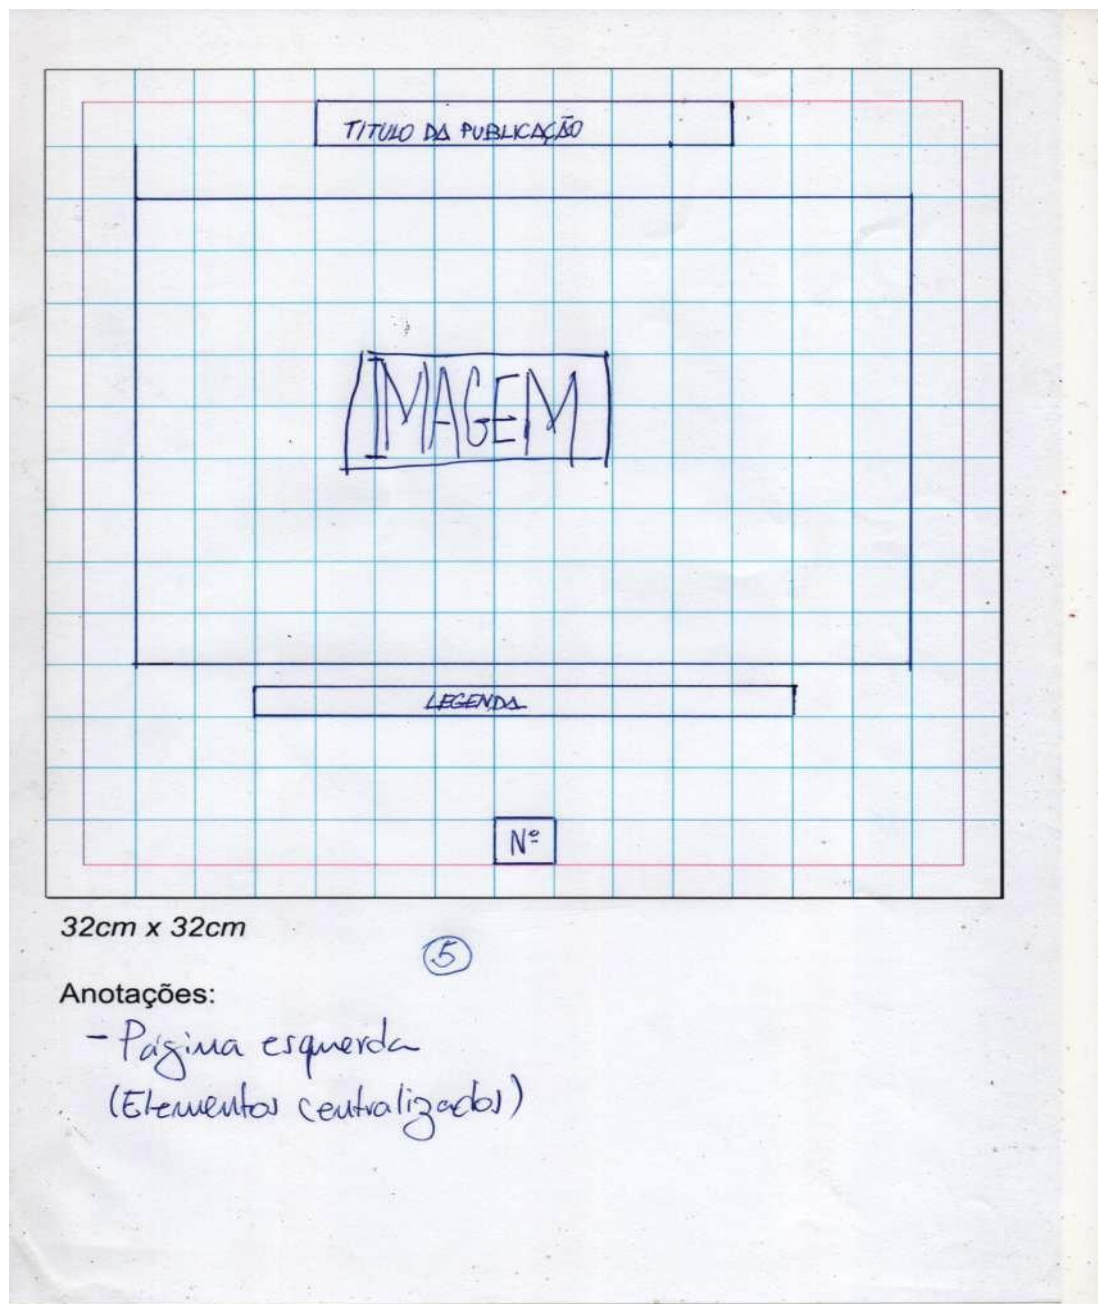 TITULO DA PUBLICAÇÃO
IMAGEM
LEGENDA
Nº
32cm x 32cm
5
Anotações:
- Página esquerda
(Elementos centralizados)